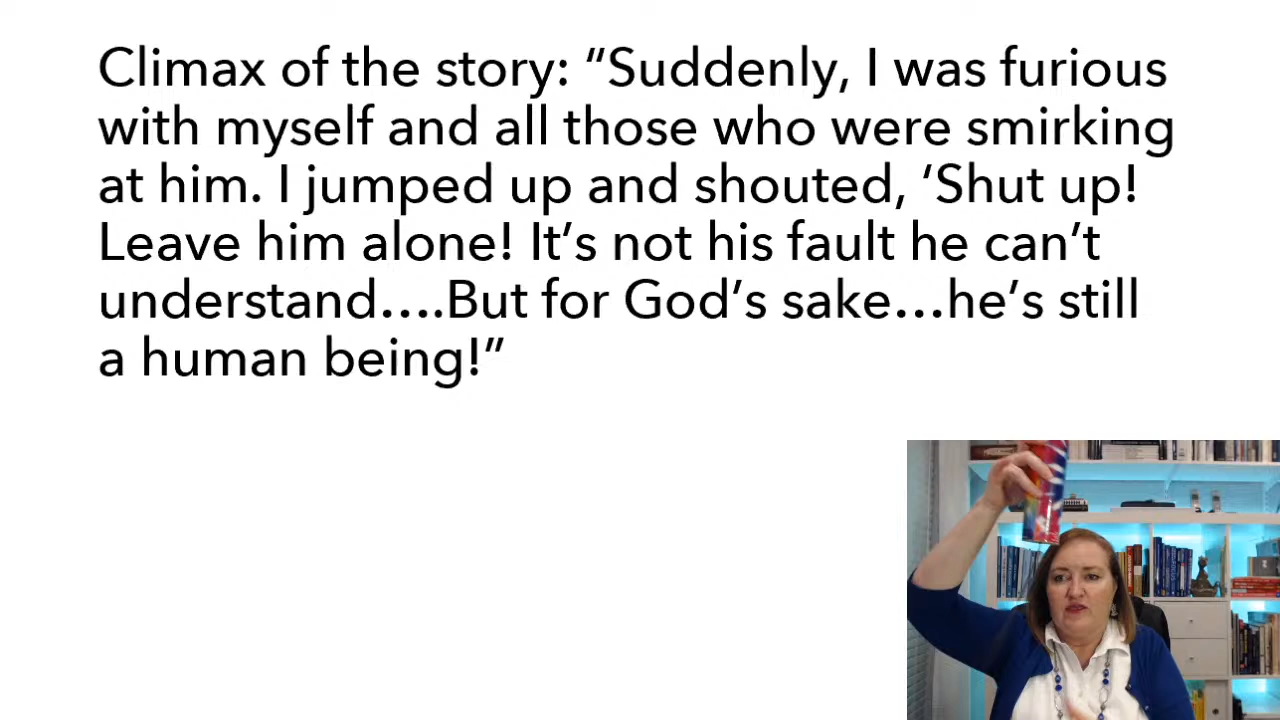 Climax of the story: “Suddenly, I was furious
with myself and all those who were smirking
at him. I jumped up and shouted, ‘Shut up!
Leave him alone! It’s not his fault he can’t
understand….But for God’s sake…he’s still
a human being!”